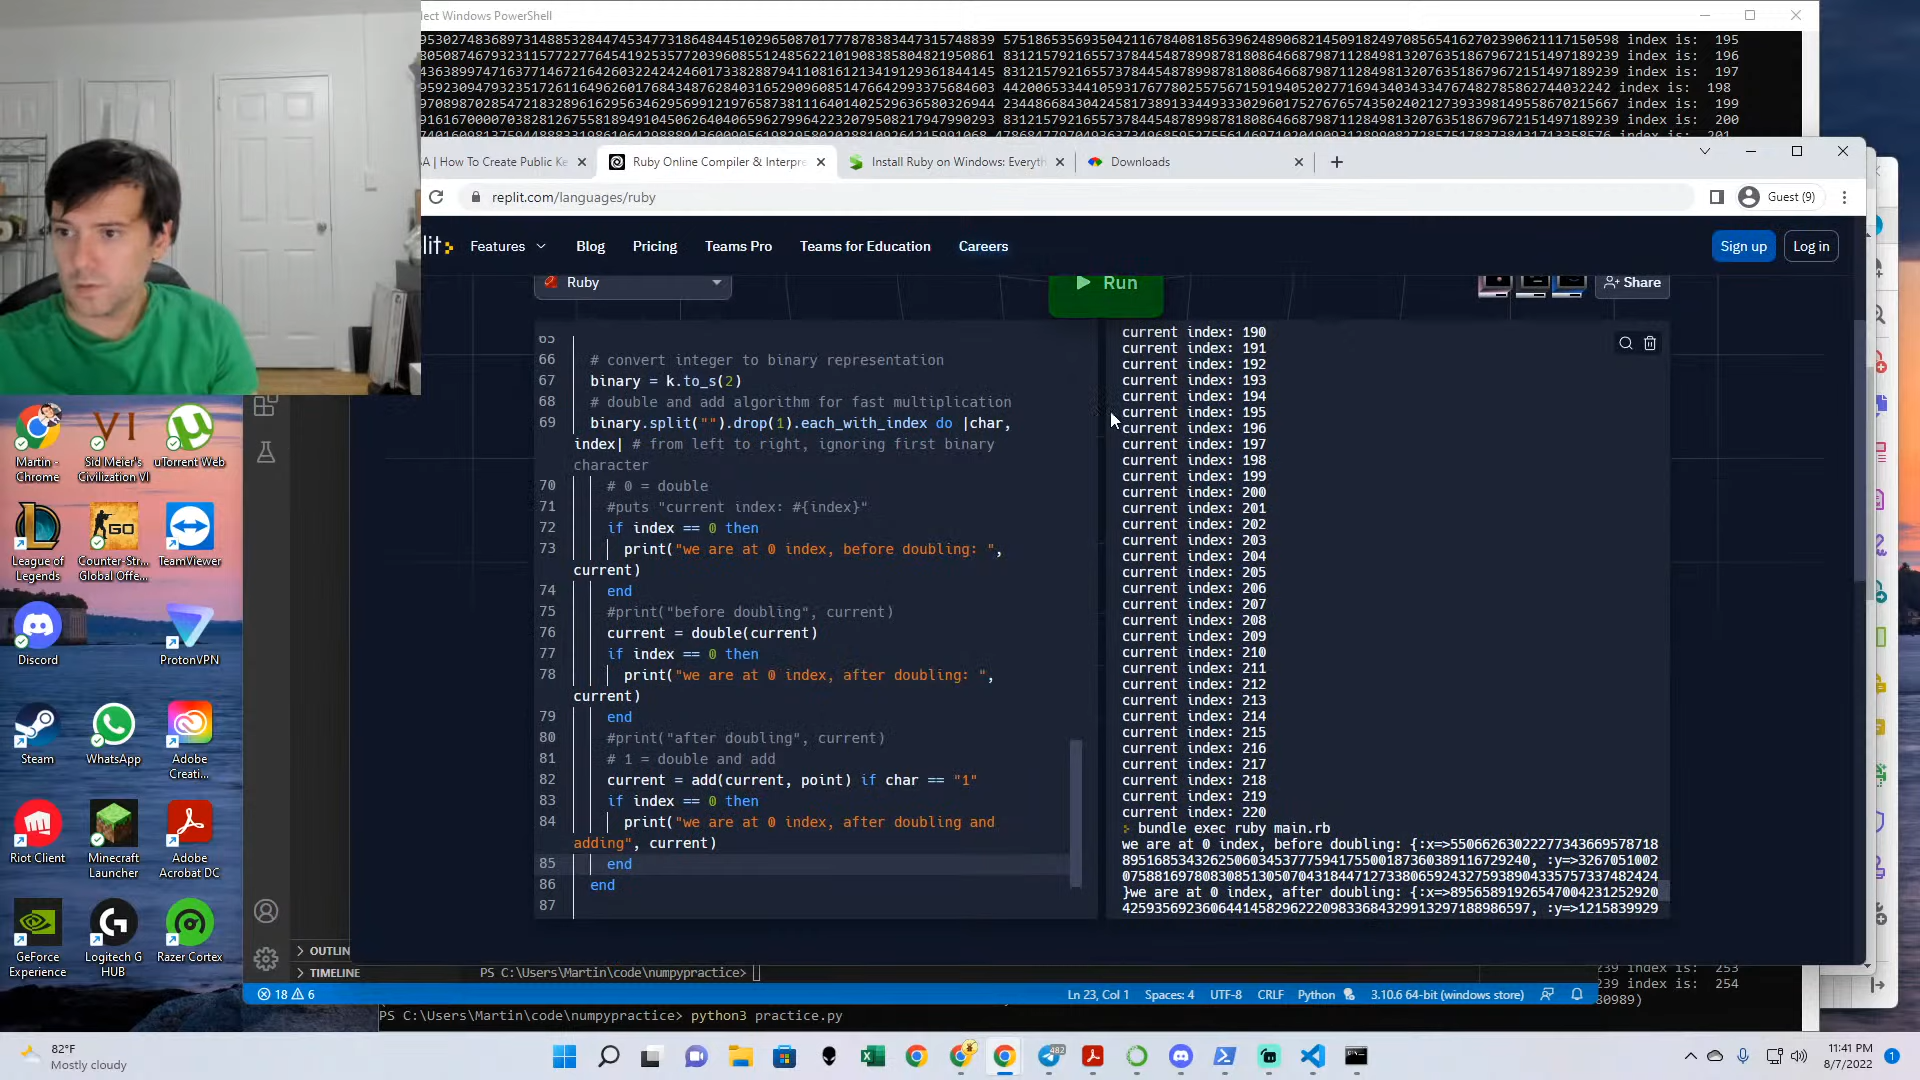 lect Windows PowerShell
index is: 195
index is: 196
index is: 197
index is: 198
index is: 199
index is: 200
A | How To Create Public Ke
Ruby Online Compiler & Interpre
Install Ruby on Windows: Everyth
Downloads
replit.com/languages/ruby
Guest (9)
lit:
Features
Blog
Pricing
Teams Pro
Teams for Education
Careers
Sign up
Log in
Ruby
Run
Share
65
66 # convert integer to binary representation
67 binary = k.to_s(2)
68 # double and add algorithm for fast multiplication
69 binary.split("").drop(1).each_with_index do |char,
index| # from left to right, ignoring first binary
character
70 # 0 = double
71 #puts "current index: #{index}"
72 if index == 0 then
73 print("we are at 0 index, before doubling: ",
current)
74 end
75 #print("before doubling", current)
76 current = double(current)
77 if index == 0 then
78 print("we are at 0 index, after doubling: ",
current)
79 end
80 #print("after doubling", current)
81 # 1 = double and add
82 current = add(current, point) if char == "1"
83 if index == 0 then
84 print("we are at 0 index, after doubling and
adding", current)
85 end
86 end
87
current index: 190
current index: 191
current index: 192
current index: 193
current index: 194
current index: 195
current index: 196
current index: 197
current index: 198
current index: 199
current index: 200
current index: 201
current index: 202
current index: 203
current index: 204
current index: 205
current index: 206
current index: 207
current index: 208
current index: 209
current index: 210
current index: 211
current index: 212
current index: 213
current index: 214
current index: 215
current index: 216
current index: 217
current index: 218
current index: 219
current index: 220
bundle exec ruby main.rb
we are at 0 index, before doubling: {:x=>55066263022277343669578718
895168534326250603453777594175500187360389116729240, :y=>3267051002
0758816978083085130507043184471273380659243275938904335757337482424
}we are at 0 index, after doubling: {:x=>89565891926547004231252920
425935692360644145829622209833684329913297188986597, :y=>1215839929
Martin - Chrome
Sid Meier's Civilization VI
uTorrent Web
League of Legends
Counter-Str... Global Offe...
TeamViewer
Discord
ProtonVPN
Steam
WhatsApp
Adobe Creati...
Riot Client
Minecraft Launcher
Adobe Acrobat DC
GeForce Experience
Logitech G HUB
Razer Cortex
OUTLIN
TIMELINE
PS C:\Users\Martin\code\numpypractice>
239 index is: 253
239 index is: 254
80989)
18 6
Ln 23, Col 1
Spaces: 4
UTF-8
CRLF
Python
3.10.6 64-bit (windows store)
PS C:\Users\Martin\code\numpypractice> python3 practice.py
82°F
Mostly cloudy
482
11:41 PM
8/7/2022
1